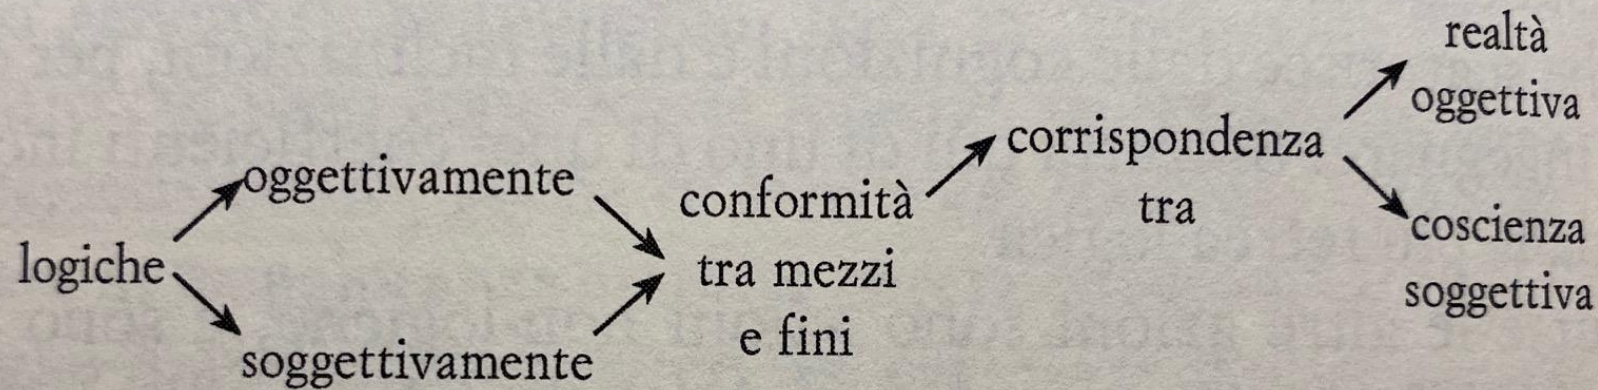 logiche
oggettivamente
soggettivamente
conformità
tra mezzi
e fini
corrispondenza
tra
realtà
oggettiva
coscienza
soggettiva